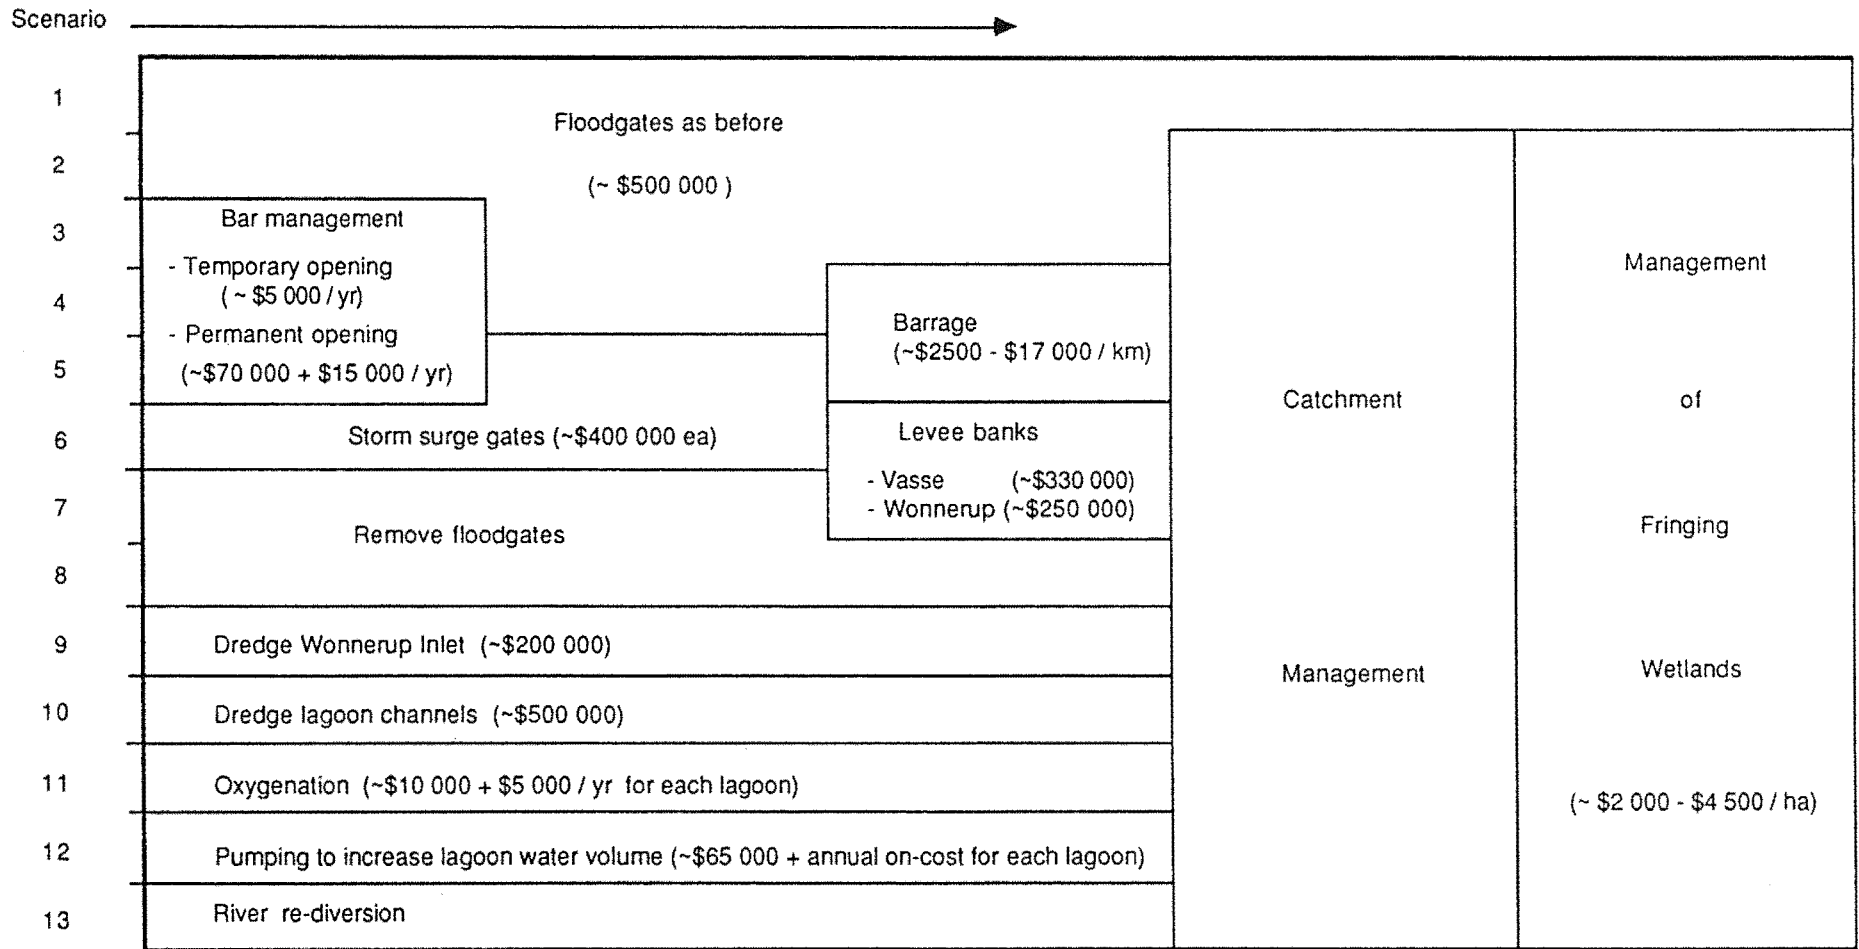 Scenario
1
Floodgates as before
2
(~ $500 000 )
3
Bar management
- Temporary opening
( ~ $5 000 / yr)
- Permanent opening
(~$70 000 + $15 000 / yr)
4
Barrage
(~$2500 - $17 000 / km)
5
6
Storm surge gates (~$400 000 ea)
Levee banks
- Vasse (~$330 000)
- Wonnerup (~$250 000)
7
Remove floodgates
8
9
Dredge Wonnerup Inlet (~$200 000)
10
Dredge lagoon channels (~$500 000)
11
Oxygenation (~$10 000 + $5 000 / yr for each lagoon)
12
Pumping to increase lagoon water volume (~$65 000 + annual on-cost for each lagoon)
13
River re-diversion
Catchment
Management
Management
of
Fringing
Wetlands
(~ $2 000 - $4 500 / ha)